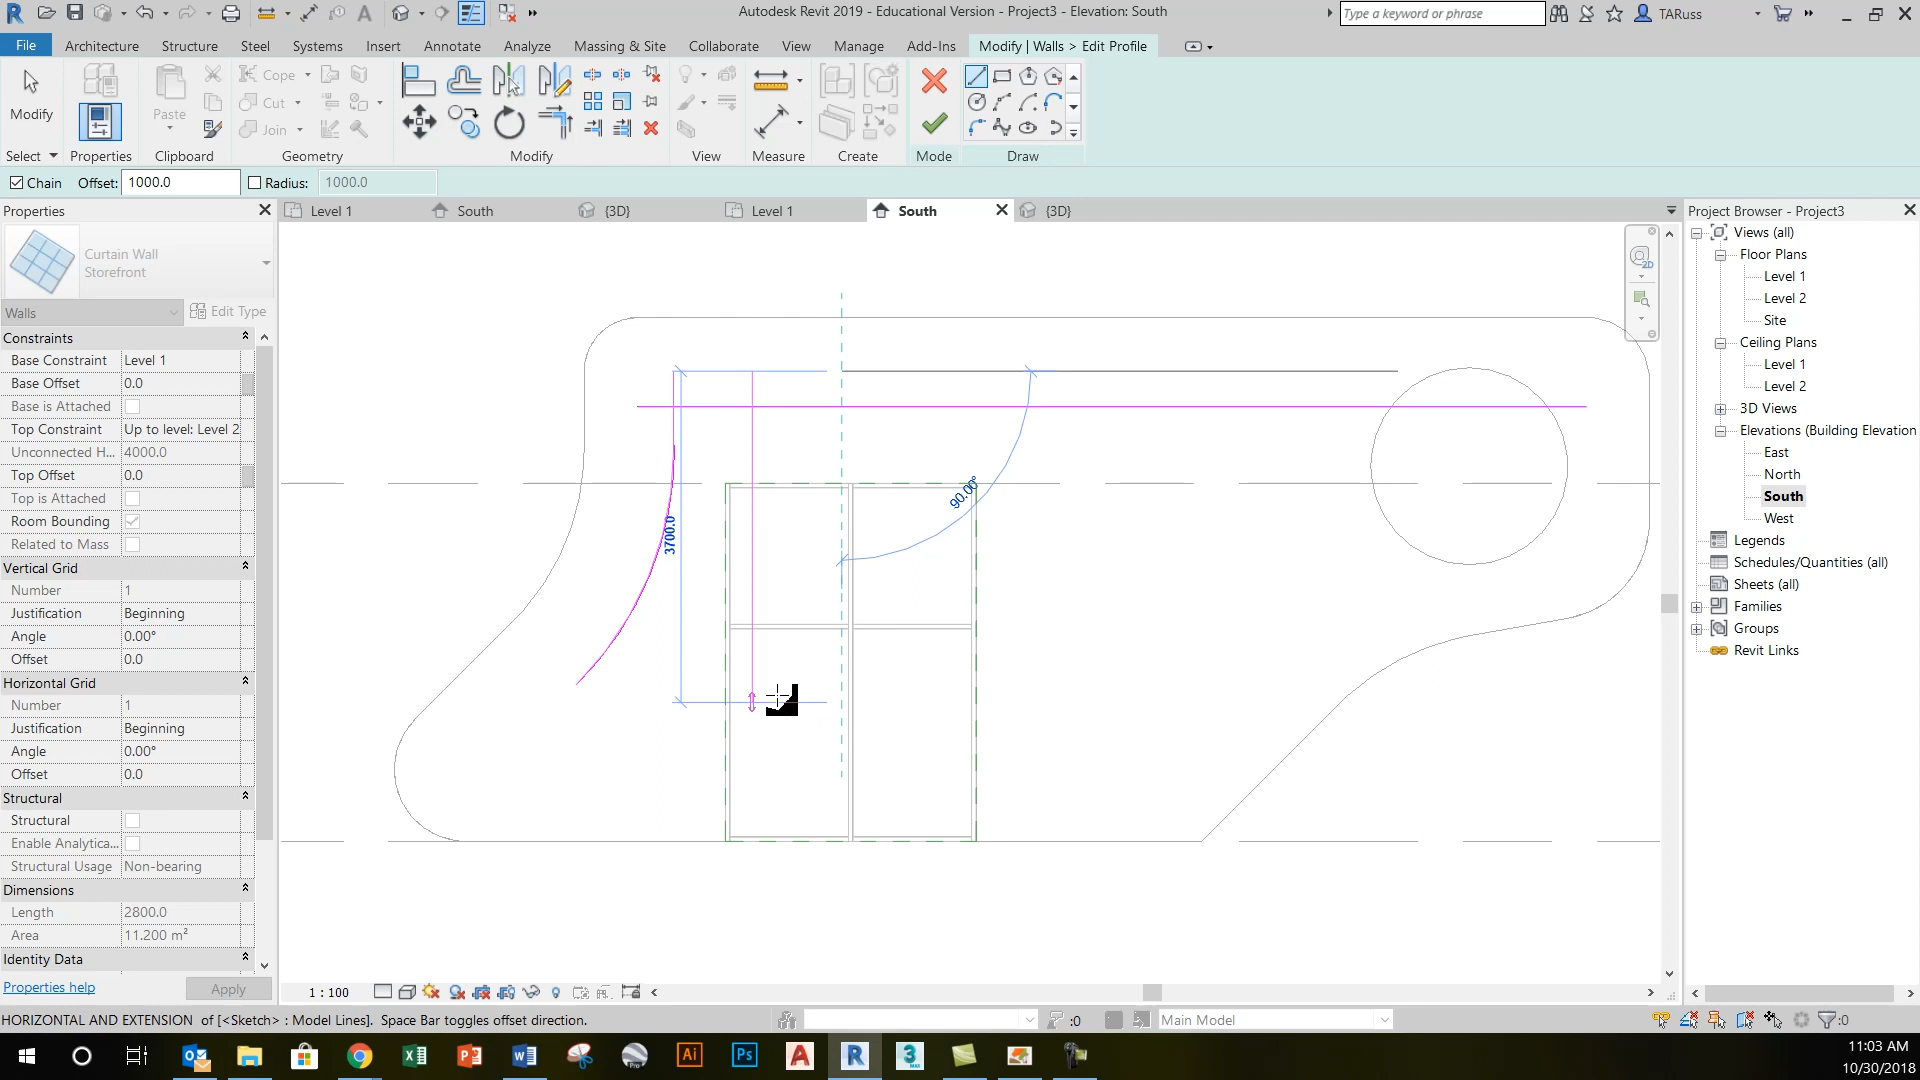 Autodesk Revit 2019 - Educational Version - Project3 - Elevation: South
Type a keyword or phrase
TARuss
File
Architecture
Structure
Steel
Systems
Insert
Annotate
Analyze
Massing & Site
Collaborate
View
Manage
Add-Ins
Modify | Walls > Edit Profile
Modify
Paste
Cope
Cut
Join
Select
Properties
Clipboard
Geometry
Modify
View
Measure
Create
Mode
Draw
Chain
Offset:
1000.0
Radius:
1000.0
Properties
Level 1
South
{3D}
Level 1
South
{3D}
Curtain Wall
Storefront
Walls
Edit Type
Constraints
Base Constraint
Level 1
Base Offset
0.0
Base is Attached
Top Constraint
Up to level: Level 2
Unconnected H...
4000.0
Top Offset
0.0
Top is Attached
Room Bounding
Related to Mass
Vertical Grid
Number
1
Justification
Beginning
Angle
0.00°
Offset
0.0
Horizontal Grid
Number
1
Justification
Beginning
Angle
0.00°
Offset
0.0
Structural
Structural
Enable Analytica...
Structural Usage
Non-bearing
Dimensions
Length
2800.0
Area
11.200 m²
Identity Data
Properties help
Apply
3700.0
90.00°
2D
Project Browser - Project3
Views (all)
Floor Plans
Level 1
Level 2
Site
Ceiling Plans
Level 1
Level 2
3D Views
Elevations (Building Elevation
East
North
South
West
Legends
Schedules/Quantities (all)
Sheets (all)
Families
Groups
Revit Links
1 : 100
HORIZONTAL AND EXTENSION of [<Sketch> : Model Lines]. Space Bar toggles offset direction.
:0
Main Model
:0
11:03 AM
10/30/2018